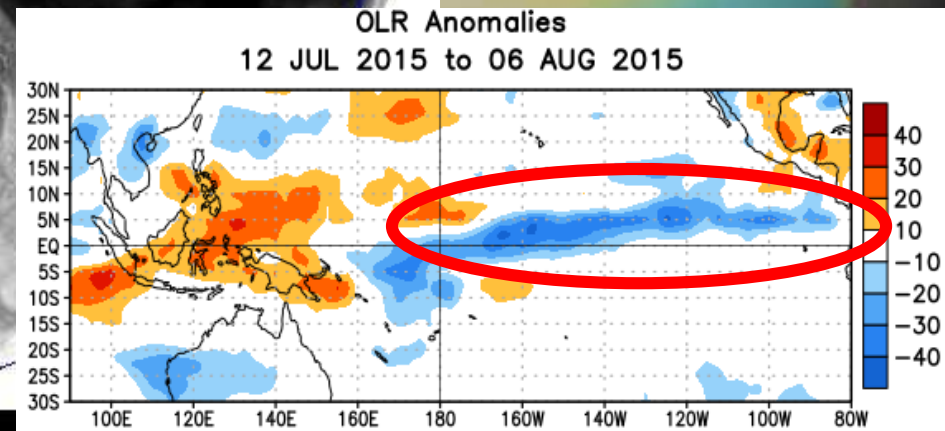 OLR Anomalies
12 JUL 2015 to 06 AUG 2015
30N
25N
20N
15N
10N
5N
EQ
5S
10S
15S
20S
25S
30S
100E 120E 140E 160E 180 160W 140W 120W 100W 80W
40
30
20
10
−10
−20
−30
−40